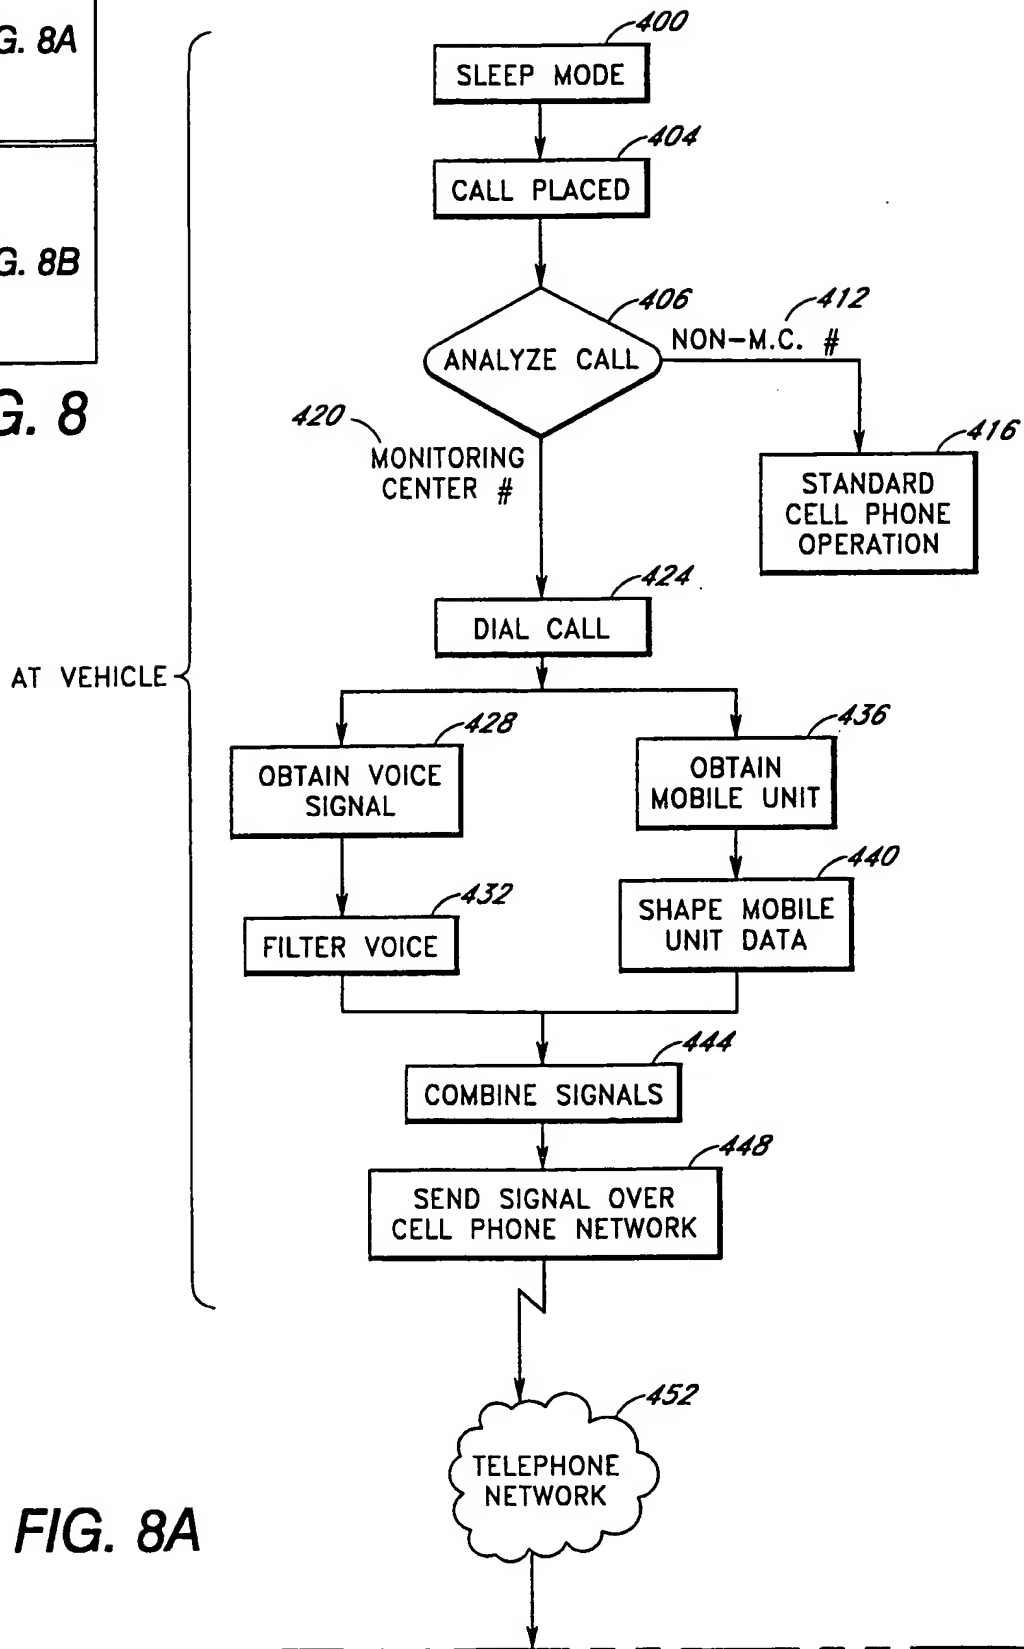 G. 8A
G. 8B
G. 8
400
SLEEP MODE
404
CALL PLACED
406
ANALYZE CALL
412
NON-M.C. #
416
STANDARD
CELL PHONE
OPERATION
420
MONITORING
CENTER #
424
DIAL CALL
AT VEHICLE
428
OBTAIN VOICE
SIGNAL
436
OBTAIN
MOBILE UNIT
432
FILTER VOICE
440
SHAPE MOBILE
UNIT DATA
444
COMBINE SIGNALS
448
SEND SIGNAL OVER
CELL PHONE NETWORK
452
TELEPHONE
NETWORK
FIG. 8A